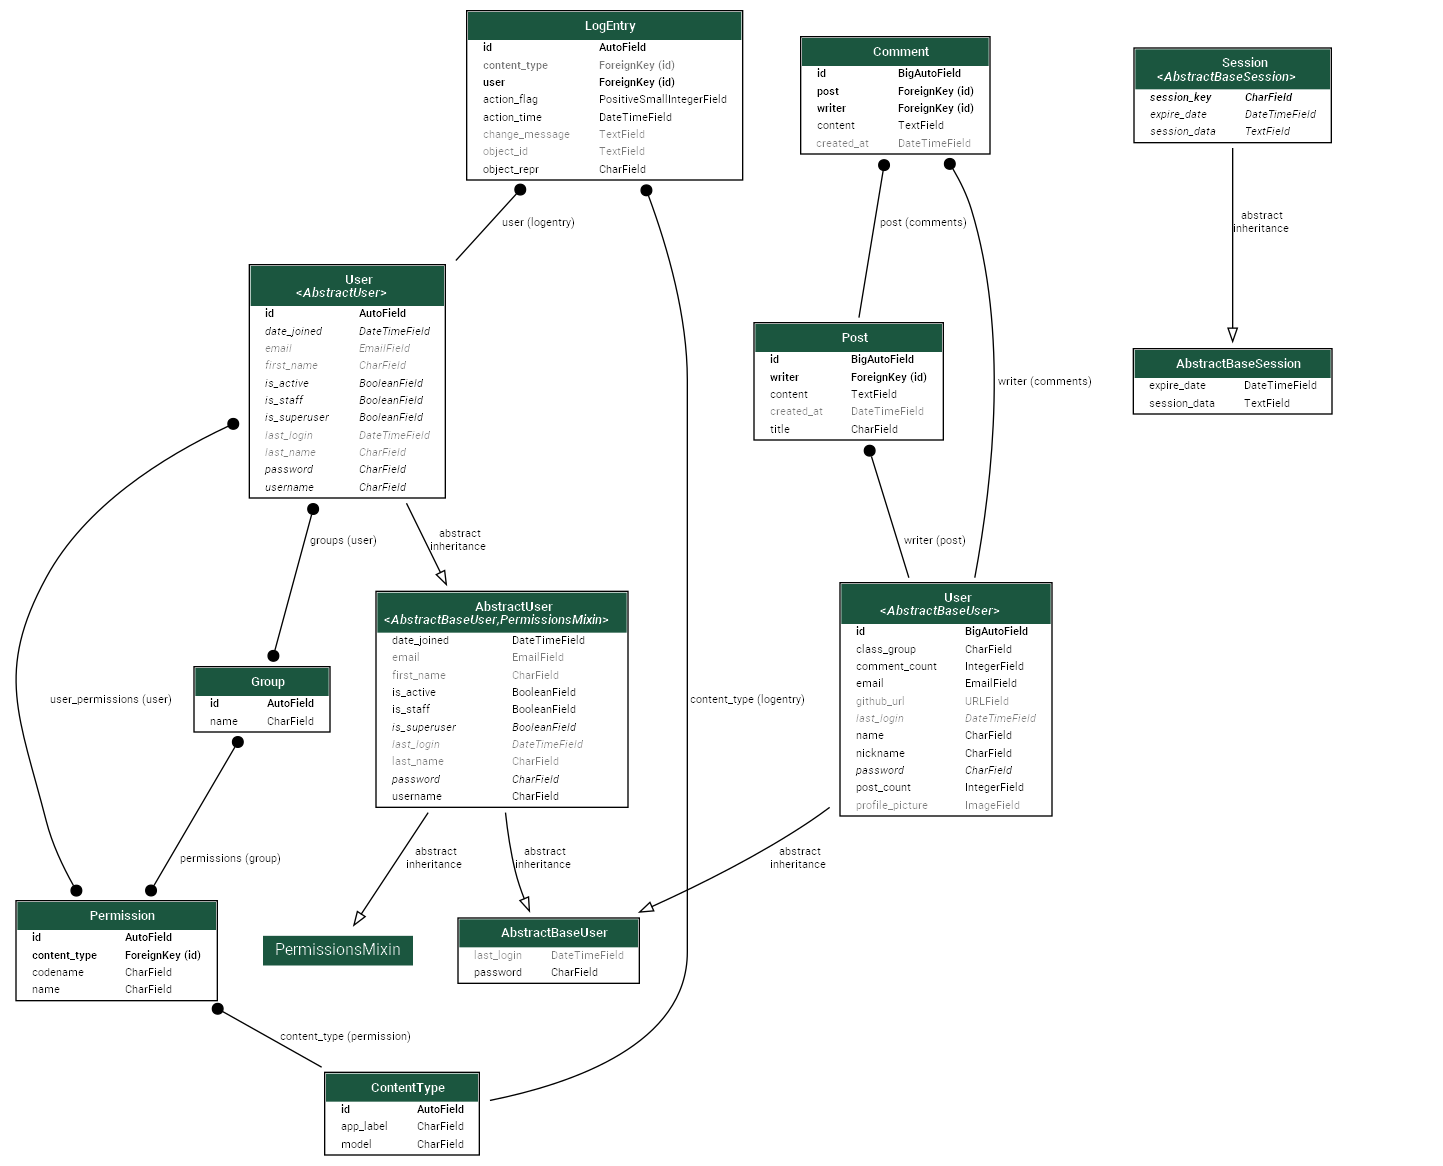 LogEntry
id AutoField
content_type ForeignKey (id)
user ForeignKey (id)
action_flag PositiveSmallIntegerField
action_time DateTimeField
change_message TextField
object_id TextField
object_repr CharField
Comment
id BigAutoField
post ForeignKey (id)
writer ForeignKey (id)
content TextField
created_at DateTimeField
Session
<AbstractBaseSession>
session_key CharField
expire_date DateTimeField
session_data TextField
user (logentry)
post (comments)
abstract
inheritance
User
<AbstractUser>
id AutoField
date_joined DateTimeField
email EmailField
first_name CharField
is_active BooleanField
is_staff BooleanField
is_superuser BooleanField
last_login DateTimeField
last_name CharField
password CharField
username CharField
Post
id BigAutoField
writer ForeignKey (id)
content TextField
created_at DateTimeField
title CharField
writer (comments)
AbstractBaseSession
expire_date DateTimeField
session_data TextField
groups (user)
abstract
inheritance
writer (post)
AbstractUser
<AbstractBaseUser,PermissionsMixin>
date_joined DateTimeField
email EmailField
first_name CharField
is_active BooleanField
is_staff BooleanField
is_superuser BooleanField
last_login DateTimeField
last_name CharField
password CharField
username CharField
User
<AbstractBaseUser>
id BigAutoField
class_group CharField
comment_count IntegerField
email EmailField
github_url URLField
last_login DateTimeField
name CharField
nickname CharField
password CharField
post_count IntegerField
profile_picture ImageField
Group
id AutoField
name CharField
user_permissions (user)
content_type (logentry)
permissions (group)
abstract
inheritance
abstract
inheritance
abstract
inheritance
Permission
id AutoField
content_type ForeignKey (id)
codename CharField
name CharField
PermissionsMixin
AbstractBaseUser
last_login DateTimeField
password CharField
content_type (permission)
ContentType
id AutoField
app_label CharField
model CharField